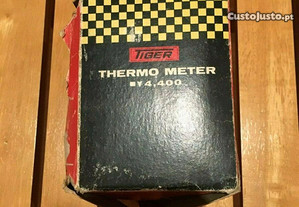 CustoJusto.pt
TIGER
THERMO METER
■¥4,400